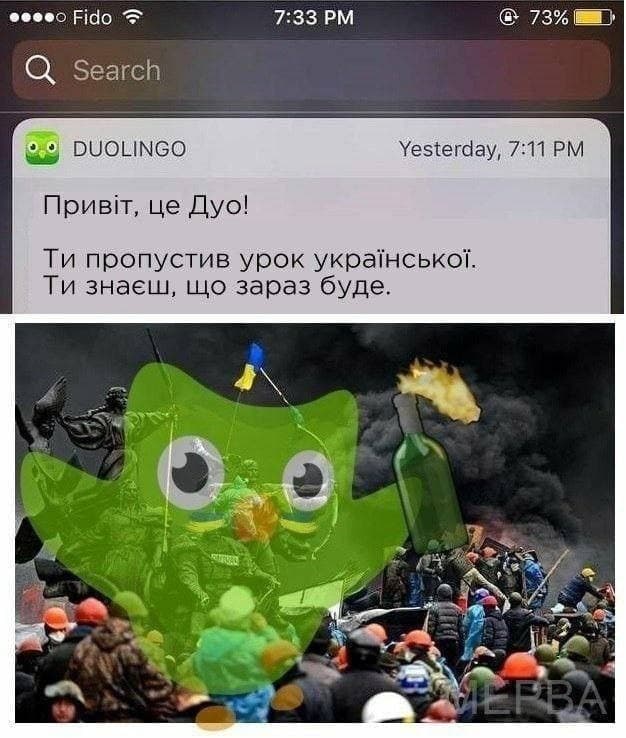 Fido 7:33 PM 73%
Search
DUOLINGO Yesterday, 7:11 PM
Привіт, це Дуо!
Ти пропустив урок української.
Ти знаєш, що зараз буде.
МЕРВА